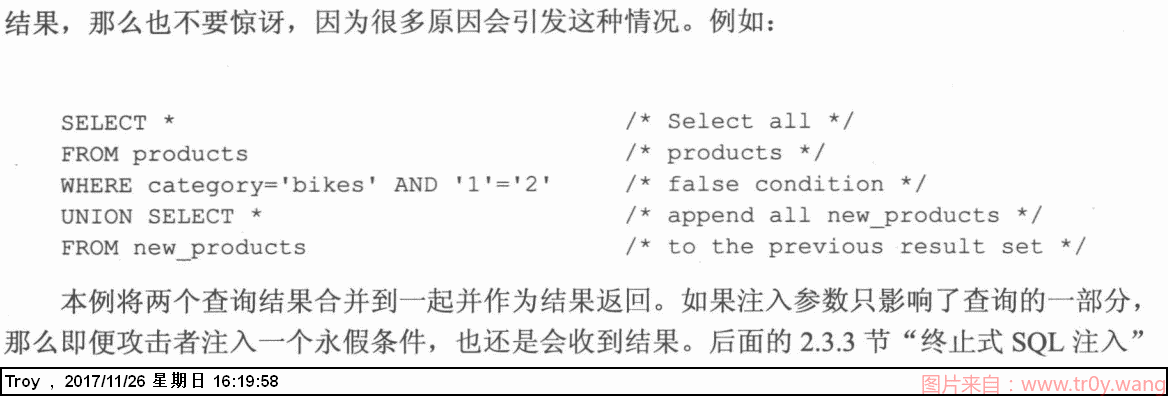 结果，那么也不要惊讶，因为很多原因会引发这种情况。例如：
SELECT * /* Select all */
FROM products /* products */
WHERE category='bikes' AND '1'='2' /* false condition */
UNION SELECT * /* append all new_products */
FROM new_products /* to the previous result set */
本例将两个查询结果合并到一起并作为结果返回。如果注入参数只影响了查询的一部分，
那么即便攻击者注入一个永假条件，也还是会收到结果。后面的 2.3.3 节“终止式 SQL 注入”
Troy , 2017/11/26 星期日 16:19:58
图片来自：www.tr0y.wang